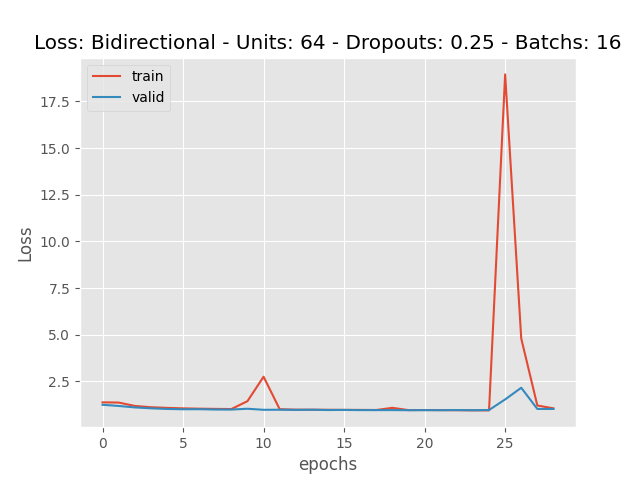 Loss: Bidirectional - Units: 64 - Dropouts: 0.25 - Batchs: 16
train
valid
17.5
15.0
12.5
10.0
7.5
5.0
2.5
Loss
0 5 10 15 20 25
epochs